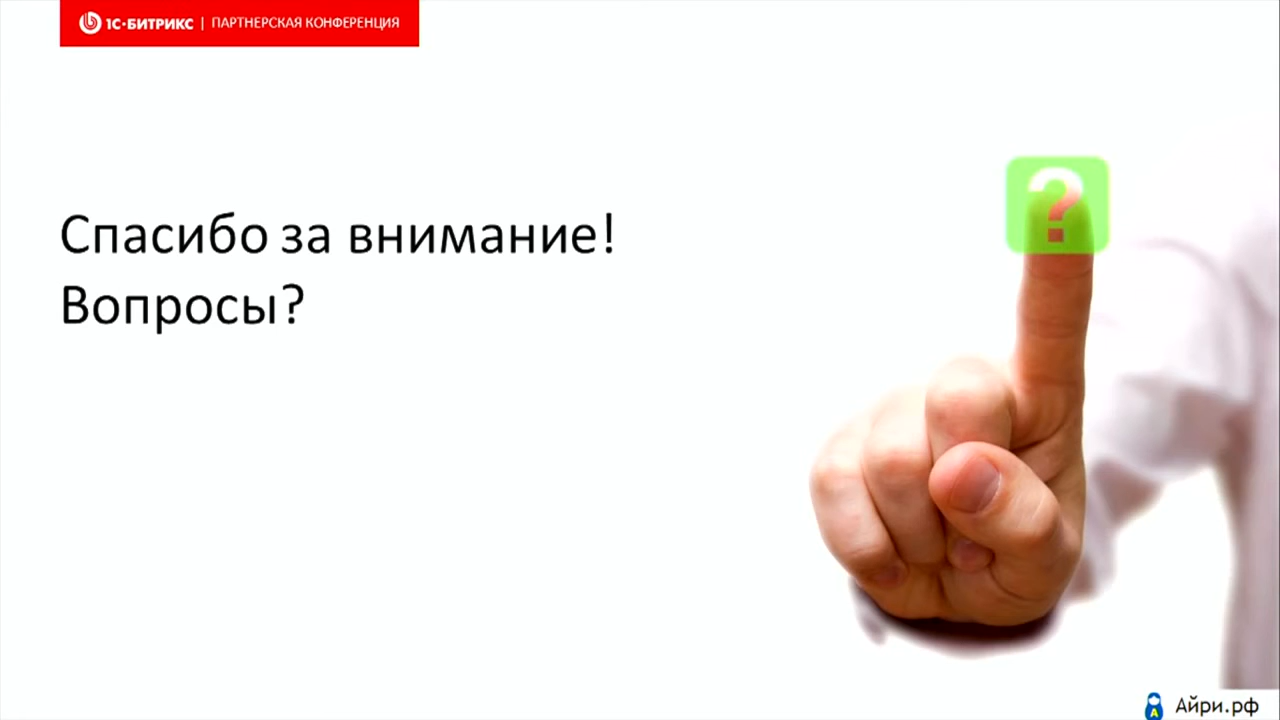 1С·БИТРИКС | ПАРТНЕРСКАЯ КОНФЕРЕНЦИЯ
?
Спасибо за внимание!
Вопросы?
Айри.рф